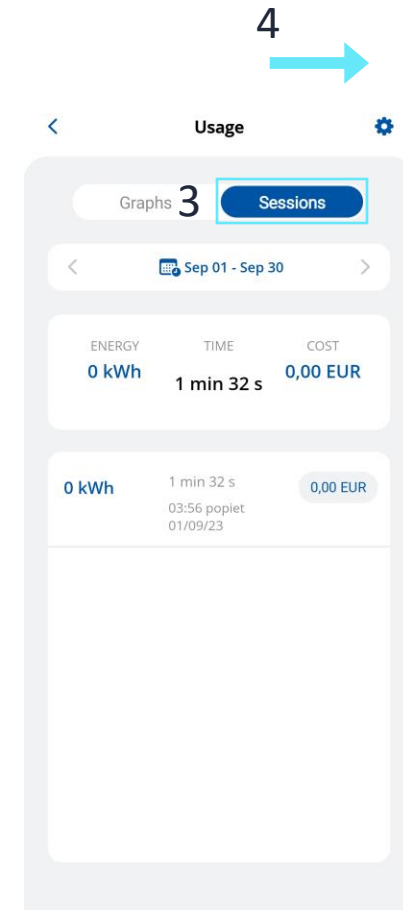 4
Usage
Graphs 3 Sessions
Sep 01 - Sep 30
ENERGY TIME COST
0 kWh 1 min 32 s 0,00 EUR
0 kWh 1 min 32 s 0,00 EUR
03:56 popiet
01/09/23